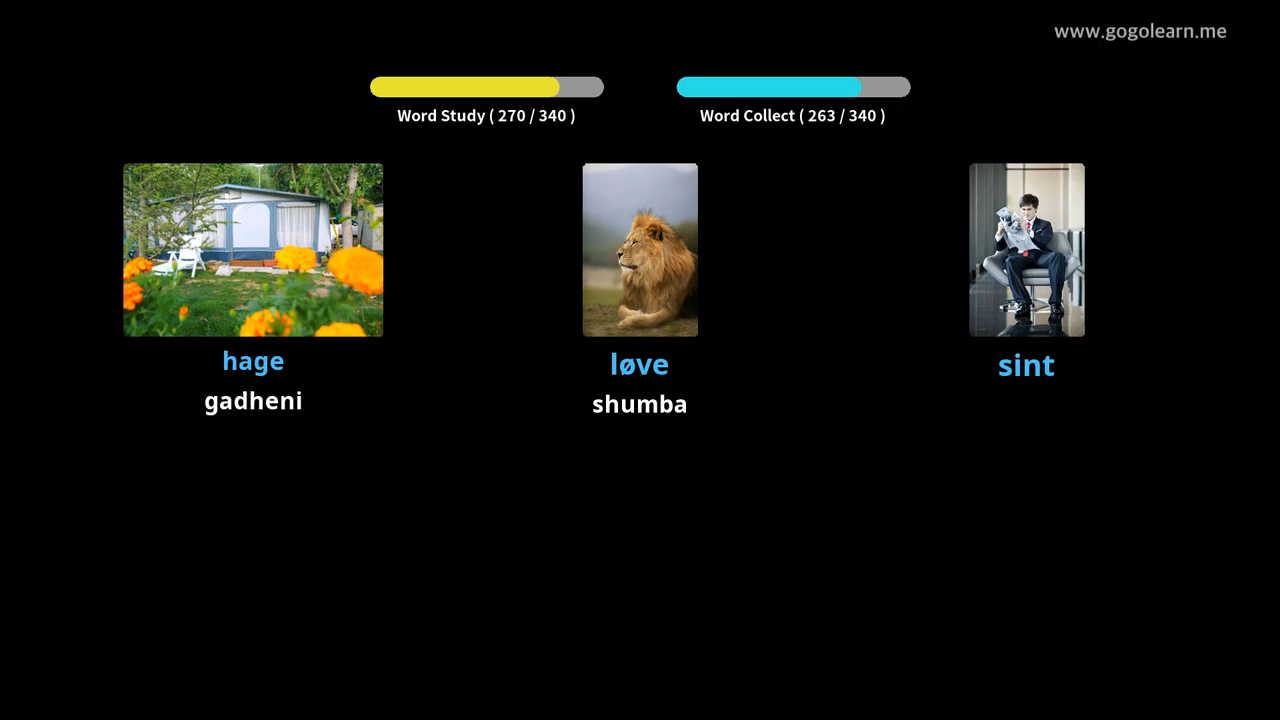 www.gogolearn.me
Word Study ( 270 / 340 )
Word Collect ( 263 / 340 )
hage
gadheni
løve
shumba
sint